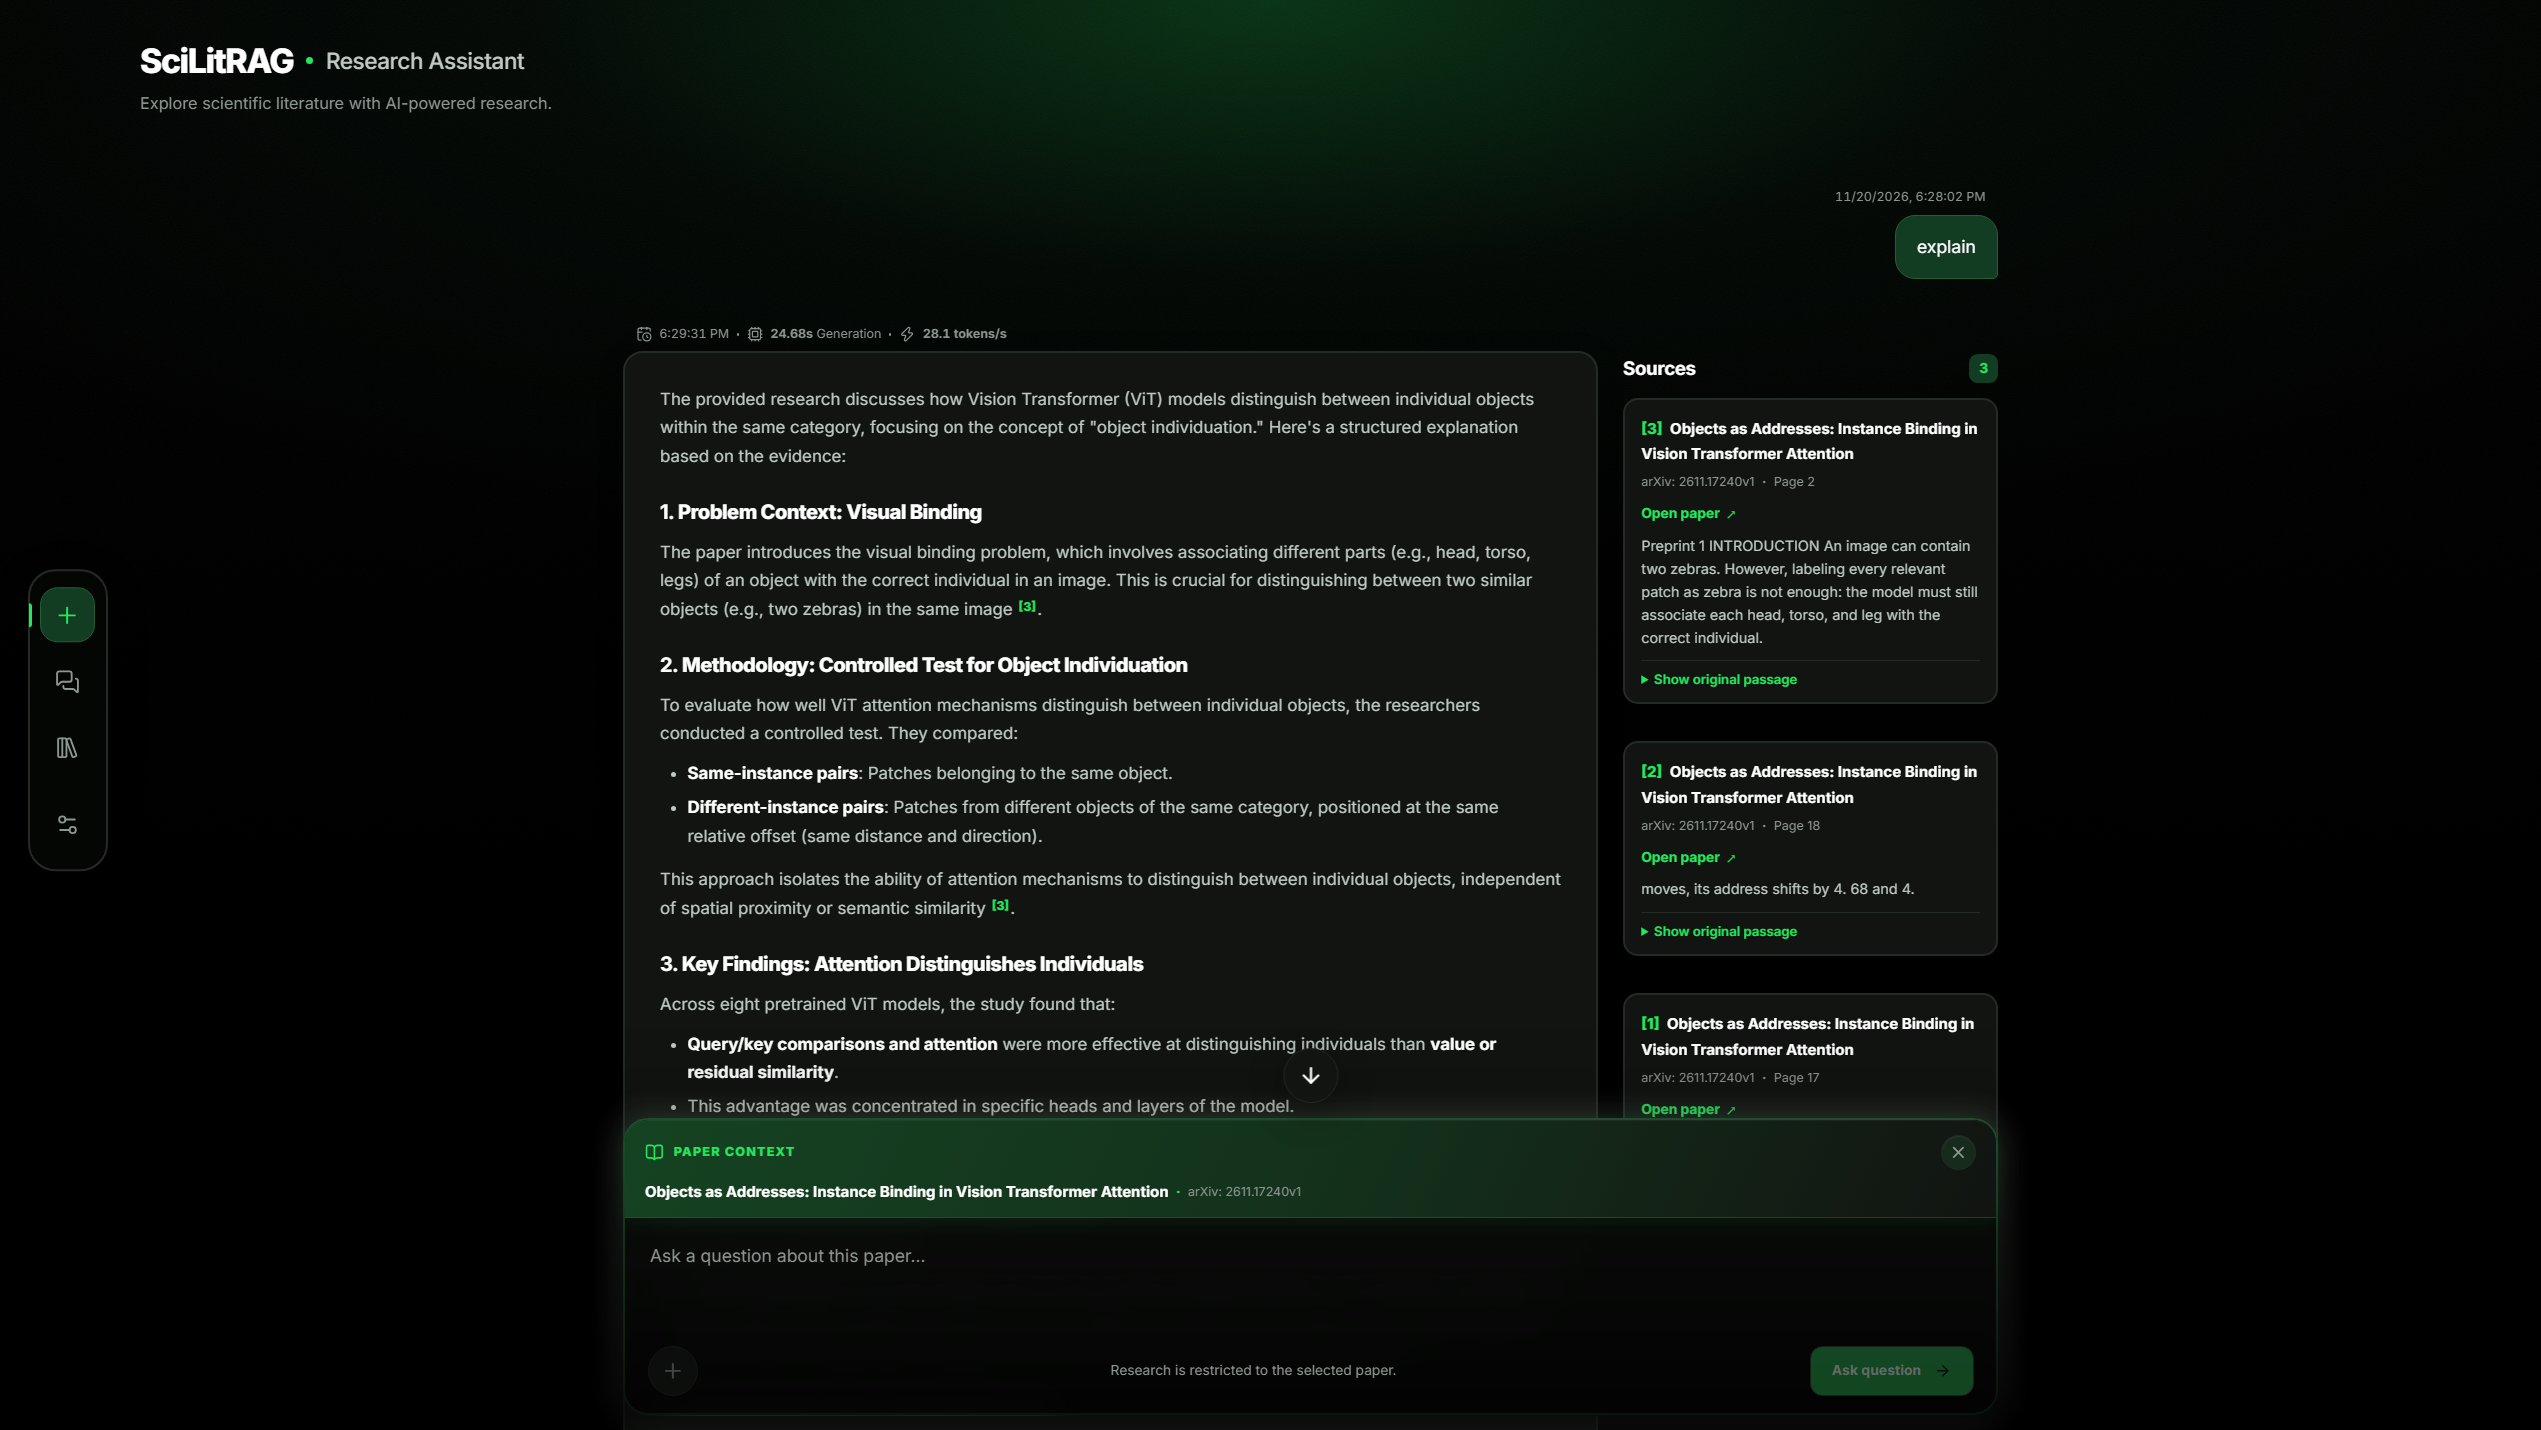 SciLitRAG • Research Assistant
Explore scientific literature with AI-powered research.
11/20/2026, 6:28:02 PM
explain
6:29:31 PM • 24.68s Generation • 28.1 tokens/s
The provided research discusses how Vision Transformer (ViT) models distinguish between individual objects
within the same category, focusing on the concept of "object individuation." Here's a structured explanation
based on the evidence:
1. Problem Context: Visual Binding
The paper introduces the visual binding problem, which involves associating different parts (e.g., head, torso,
legs) of an object with the correct individual in an image. This is crucial for distinguishing between two similar
objects (e.g., two zebras) in the same image [3].
2. Methodology: Controlled Test for Object Individuation
To evaluate how well ViT attention mechanisms distinguish between individual objects, the researchers
conducted a controlled test. They compared:
• Same-instance pairs: Patches belonging to the same object.
• Different-instance pairs: Patches from different objects of the same category, positioned at the same
relative offset (same distance and direction).
This approach isolates the ability of attention mechanisms to distinguish between individual objects, independent
of spatial proximity or semantic similarity [3].
3. Key Findings: Attention Distinguishes Individuals
Across eight pretrained ViT models, the study found that:
• Query/key comparisons and attention were more effective at distinguishing individuals than value or
residual similarity.
• This advantage was concentrated in specific heads and layers of the model.
Sources
3
[3] Objects as Addresses: Instance Binding in
Vision Transformer Attention
arXiv: 2611.17240v1 • Page 2
Open paper ↗
Preprint 1 INTRODUCTION An image can contain
two zebras. However, labeling every relevant
patch as zebra is not enough: the model must still
associate each head, torso, and leg with the
correct individual.
Show original passage
[2] Objects as Addresses: Instance Binding in
Vision Transformer Attention
arXiv: 2611.17240v1 • Page 18
Open paper ↗
moves, its address shifts by 4. 68 and 4.
Show original passage
[1] Objects as Addresses: Instance Binding in
Vision Transformer Attention
arXiv: 2611.17240v1 • Page 17
Open paper ↗
PAPER CONTEXT
Objects as Addresses: Instance Binding in Vision Transformer Attention • arXiv: 2611.17240v1
Ask a question about this paper...
Research is restricted to the selected paper.
Ask question →